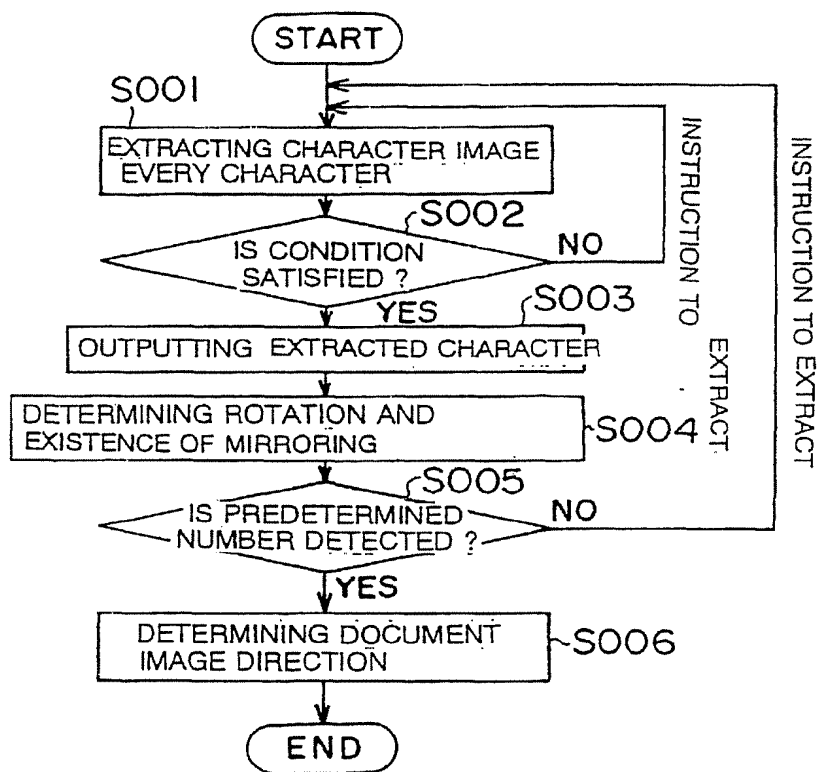 START
S001
EXTRACTING CHARACTER IMAGE
EVERY CHARACTER
S002
IS CONDITION
SATISFIED ?
NO
INSTRUCTION TO
EXTRACT
YES
S003
OUTPUTTING EXTRACTED CHARACTER
DETERMINING ROTATION AND
EXISTENCE OF MIRRORING
S004
S005
IS PREDETERMINED
NUMBER DETECTED ?
NO
INSTRUCTION TO EXTRACT
YES
DETERMINING DOCUMENT
IMAGE DIRECTION
S006
END